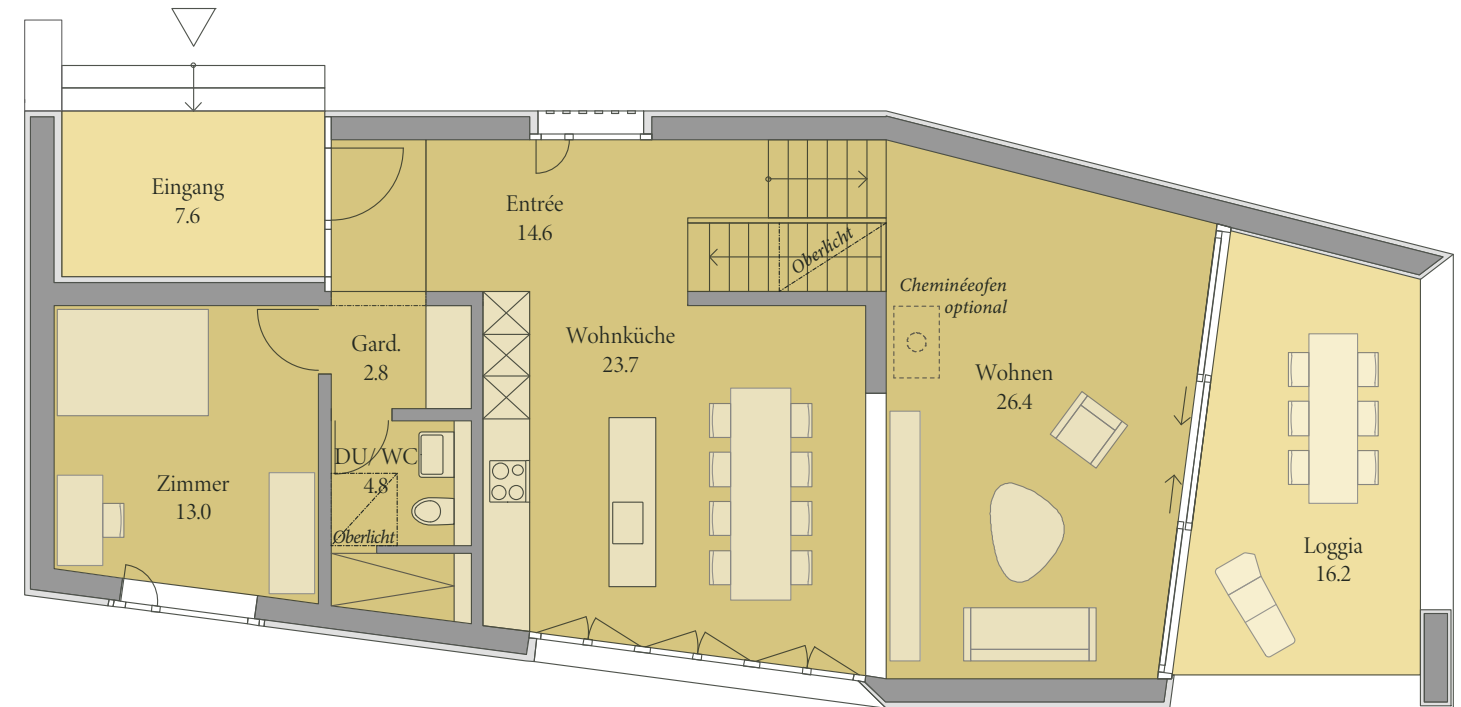 Eingang
7.6
Entrée
14.6
Oberlicht
Cheminéeofen
optional
Gard.
2.8
Wohnküche
23.7
Wohnen
26.4
DU/WC
4.8
Zimmer
13.0
Oberlicht
Loggia
16.2